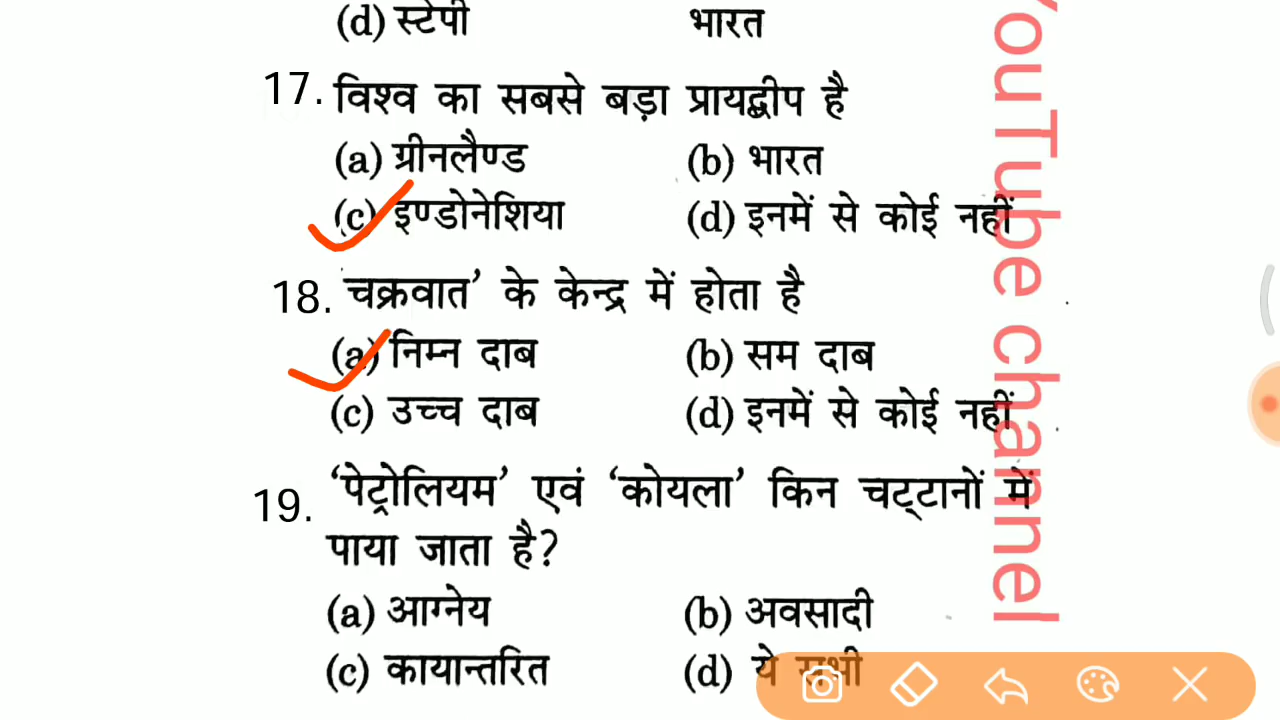 (d) स्टेपी भारत
17. विश्व का सबसे बड़ा प्रायद्वीप है
(a) ग्रीनलैण्ड (b) भारत
(c) इण्डोनेशिया (d) इनमें से कोई नहीं
18. चक्रवात’ के केन्द्र में होता है
(a) निम्न दाब (b) सम दाब
(c) उच्च दाब (d) इनमें से कोई नहीं
19. ‘पेट्रोलियम’ एवं ‘कोयला’ किन चट्टानों में
पाया जाता है?
(a) आग्नेय (b) अवसादी
(c) कायान्तरित (d) ये सभी
YouTube channel